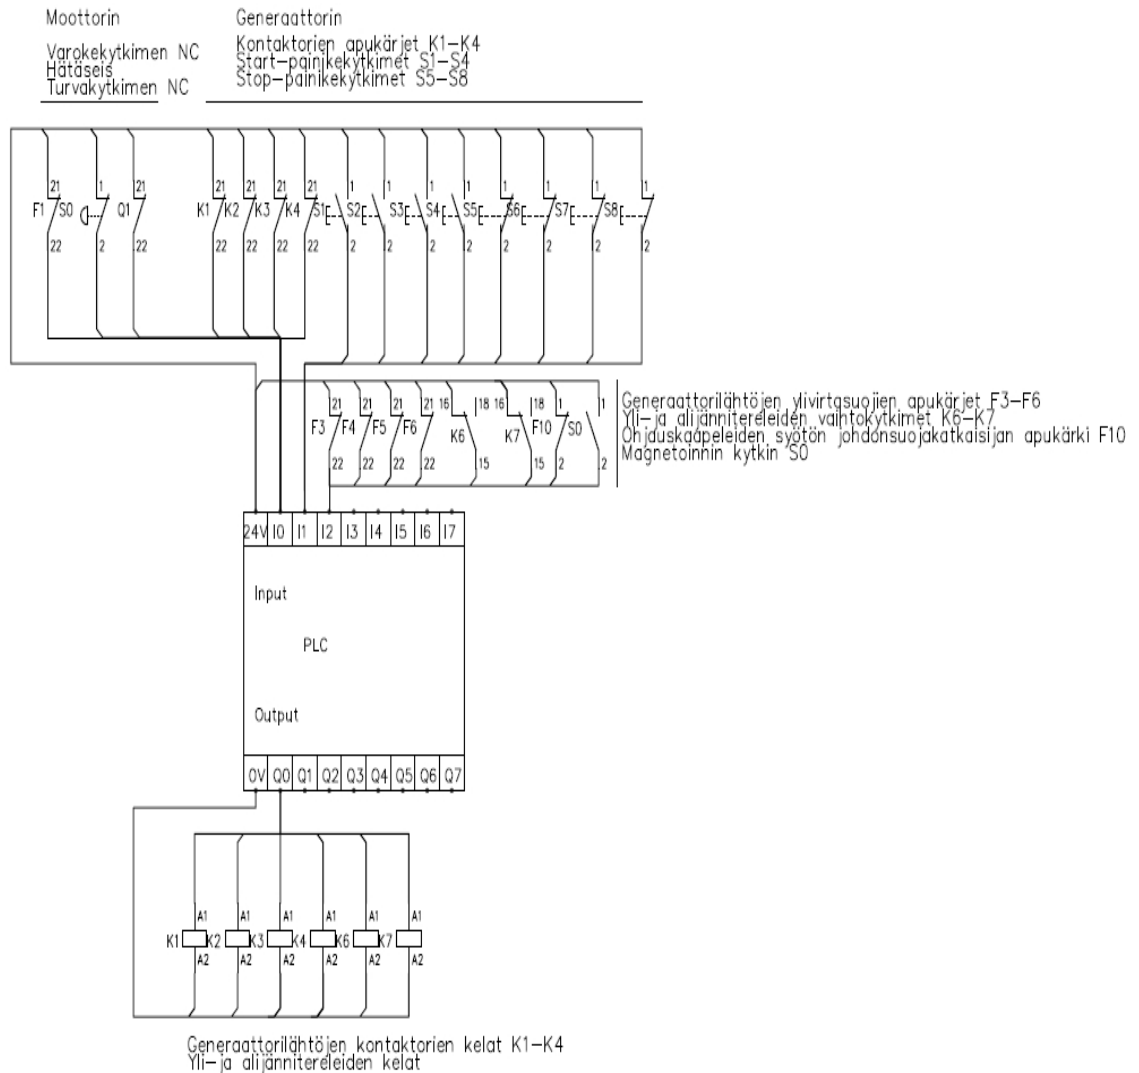 Moottorin
Generaattorin
Varokekytkimen NC
Hätäseis
Turvakytkimen NC
Kontaktorien apukärjet K1-K4
Start-painikekytkimet S1-S4
Stop-painikekytkimet S5-S8
21 1 21 21 21 21 21 1 1 1 1 1 1 1 1
F1 S0 Q1 K1 K2 K3 K4 S1 S2 S3 S4 S5 S6 S7 S8
22 2 22 22 22 22 22 2 2 2 2 2 2 2 2
21 21 21 21 16 18 16 18 1 1
F3 F4 F5 F6 K6 K7 F10 S0
22 22 22 22 15 15 2 2
Generaattorilähtöjen ylivirtasuojien apukärjet F3-F6
Yli-ja alijännitereleiden vaihtokytkimet K6-K7
Ohjauskaapeleiden syötön johdonsuojakatkaisijan apukärki F10
Magnetoinnin kytkin S0
24V I0 I1 I2 I3 I4 I5 I6 I7
Input
PLC
Output
0V Q0 Q1 Q2 Q3 Q4 Q5 Q6 Q7
A1 A1 A1 A1 A1 A1
K1 K2 K3 K4 K6 K7
A2 A2 A2 A2 A2 A2
Generaattorilähtöjen kontaktorien kelat K1-K4
Yli-ja alijännitereleiden kelat